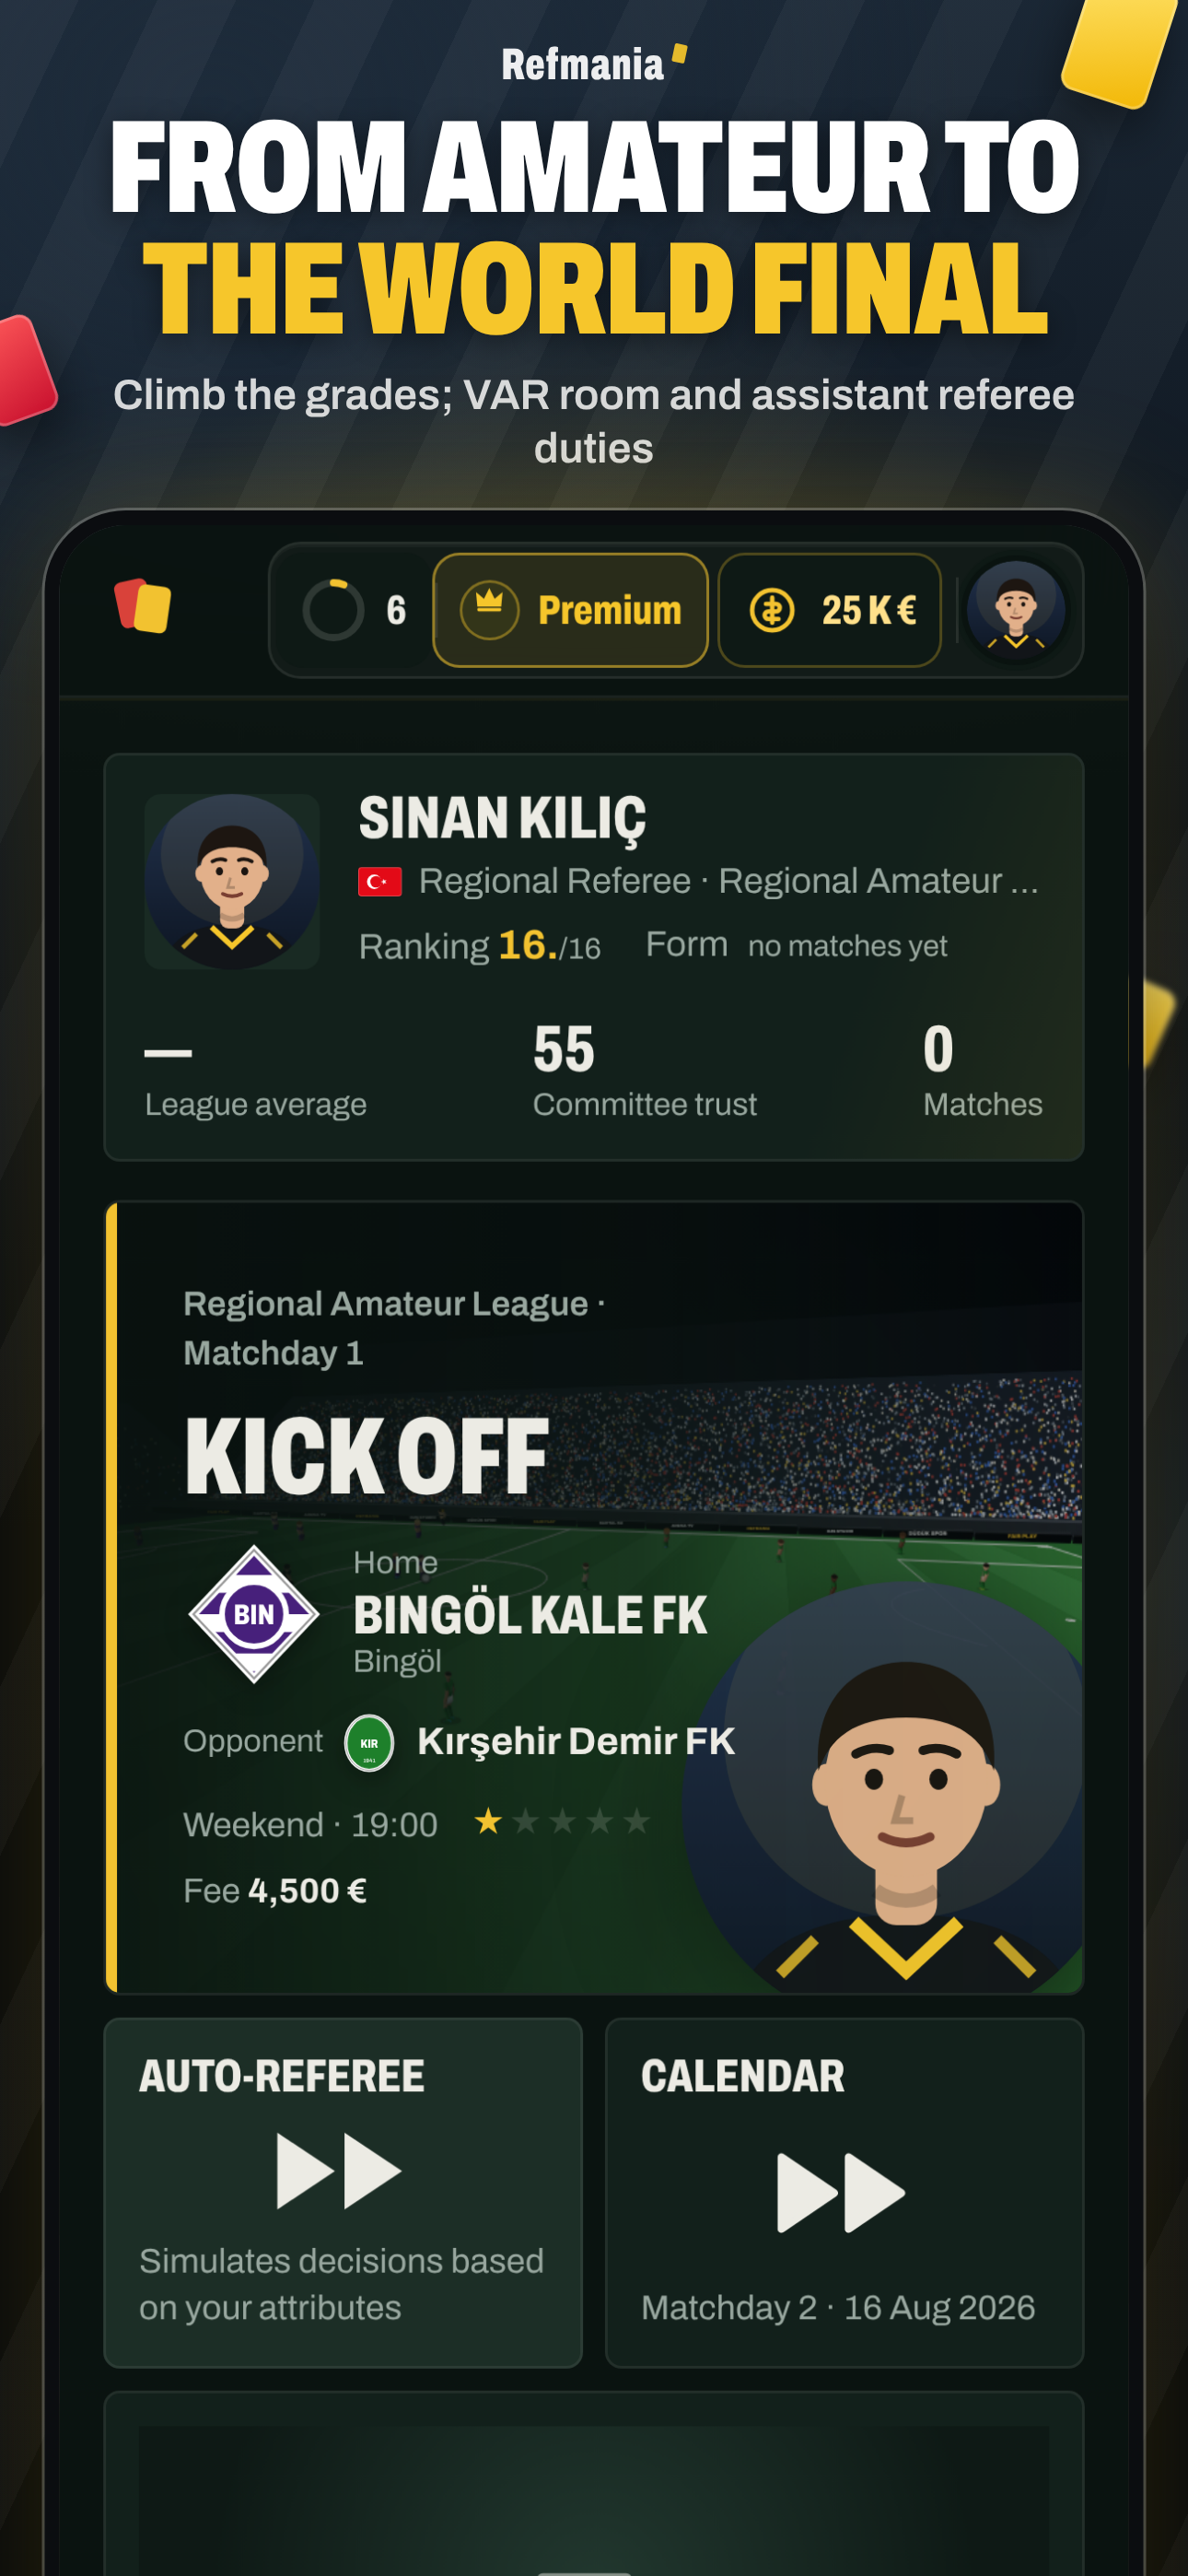 Refmania
FROM AMATEUR TO
THE WORLD FINAL
Climb the grades; VAR room and assistant referee
duties
6
Premium
25 K €
SINAN KILIÇ
Regional Referee · Regional Amateur ...
Ranking 16./16 Form no matches yet
—
League average
55
Committee trust
0
Matches
Regional Amateur League ·
Matchday 1
KICK OFF
BIN
Home
BINGÖL KALE FK
Bingöl
Opponent KIR Kırşehir Demir FK
Weekend · 19:00
Fee 4,500 €
AUTO-REFEREE
Simulates decisions based
on your attributes
CALENDAR
Matchday 2 · 16 Aug 2026